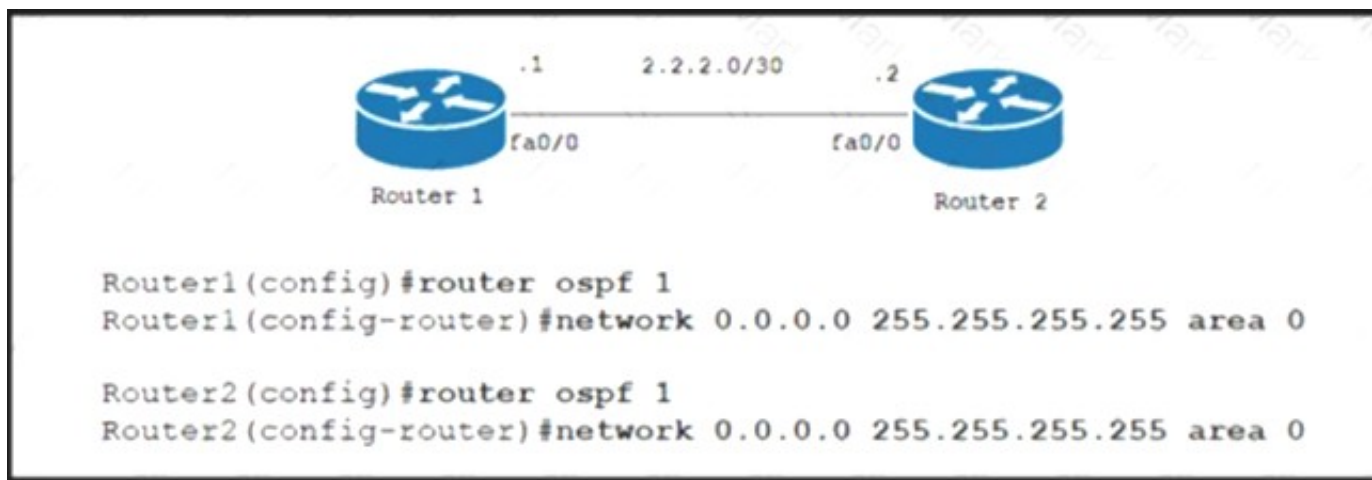 .1 2.2.2.0/30 .2
fa0/0 fa0/0
Router 1 Router 2
Router1(config)#router ospf 1
Router1(config-router)#network 0.0.0.0 255.255.255.255 area 0
Router2(config)#router ospf 1
Router2(config-router)#network 0.0.0.0 255.255.255.255 area 0